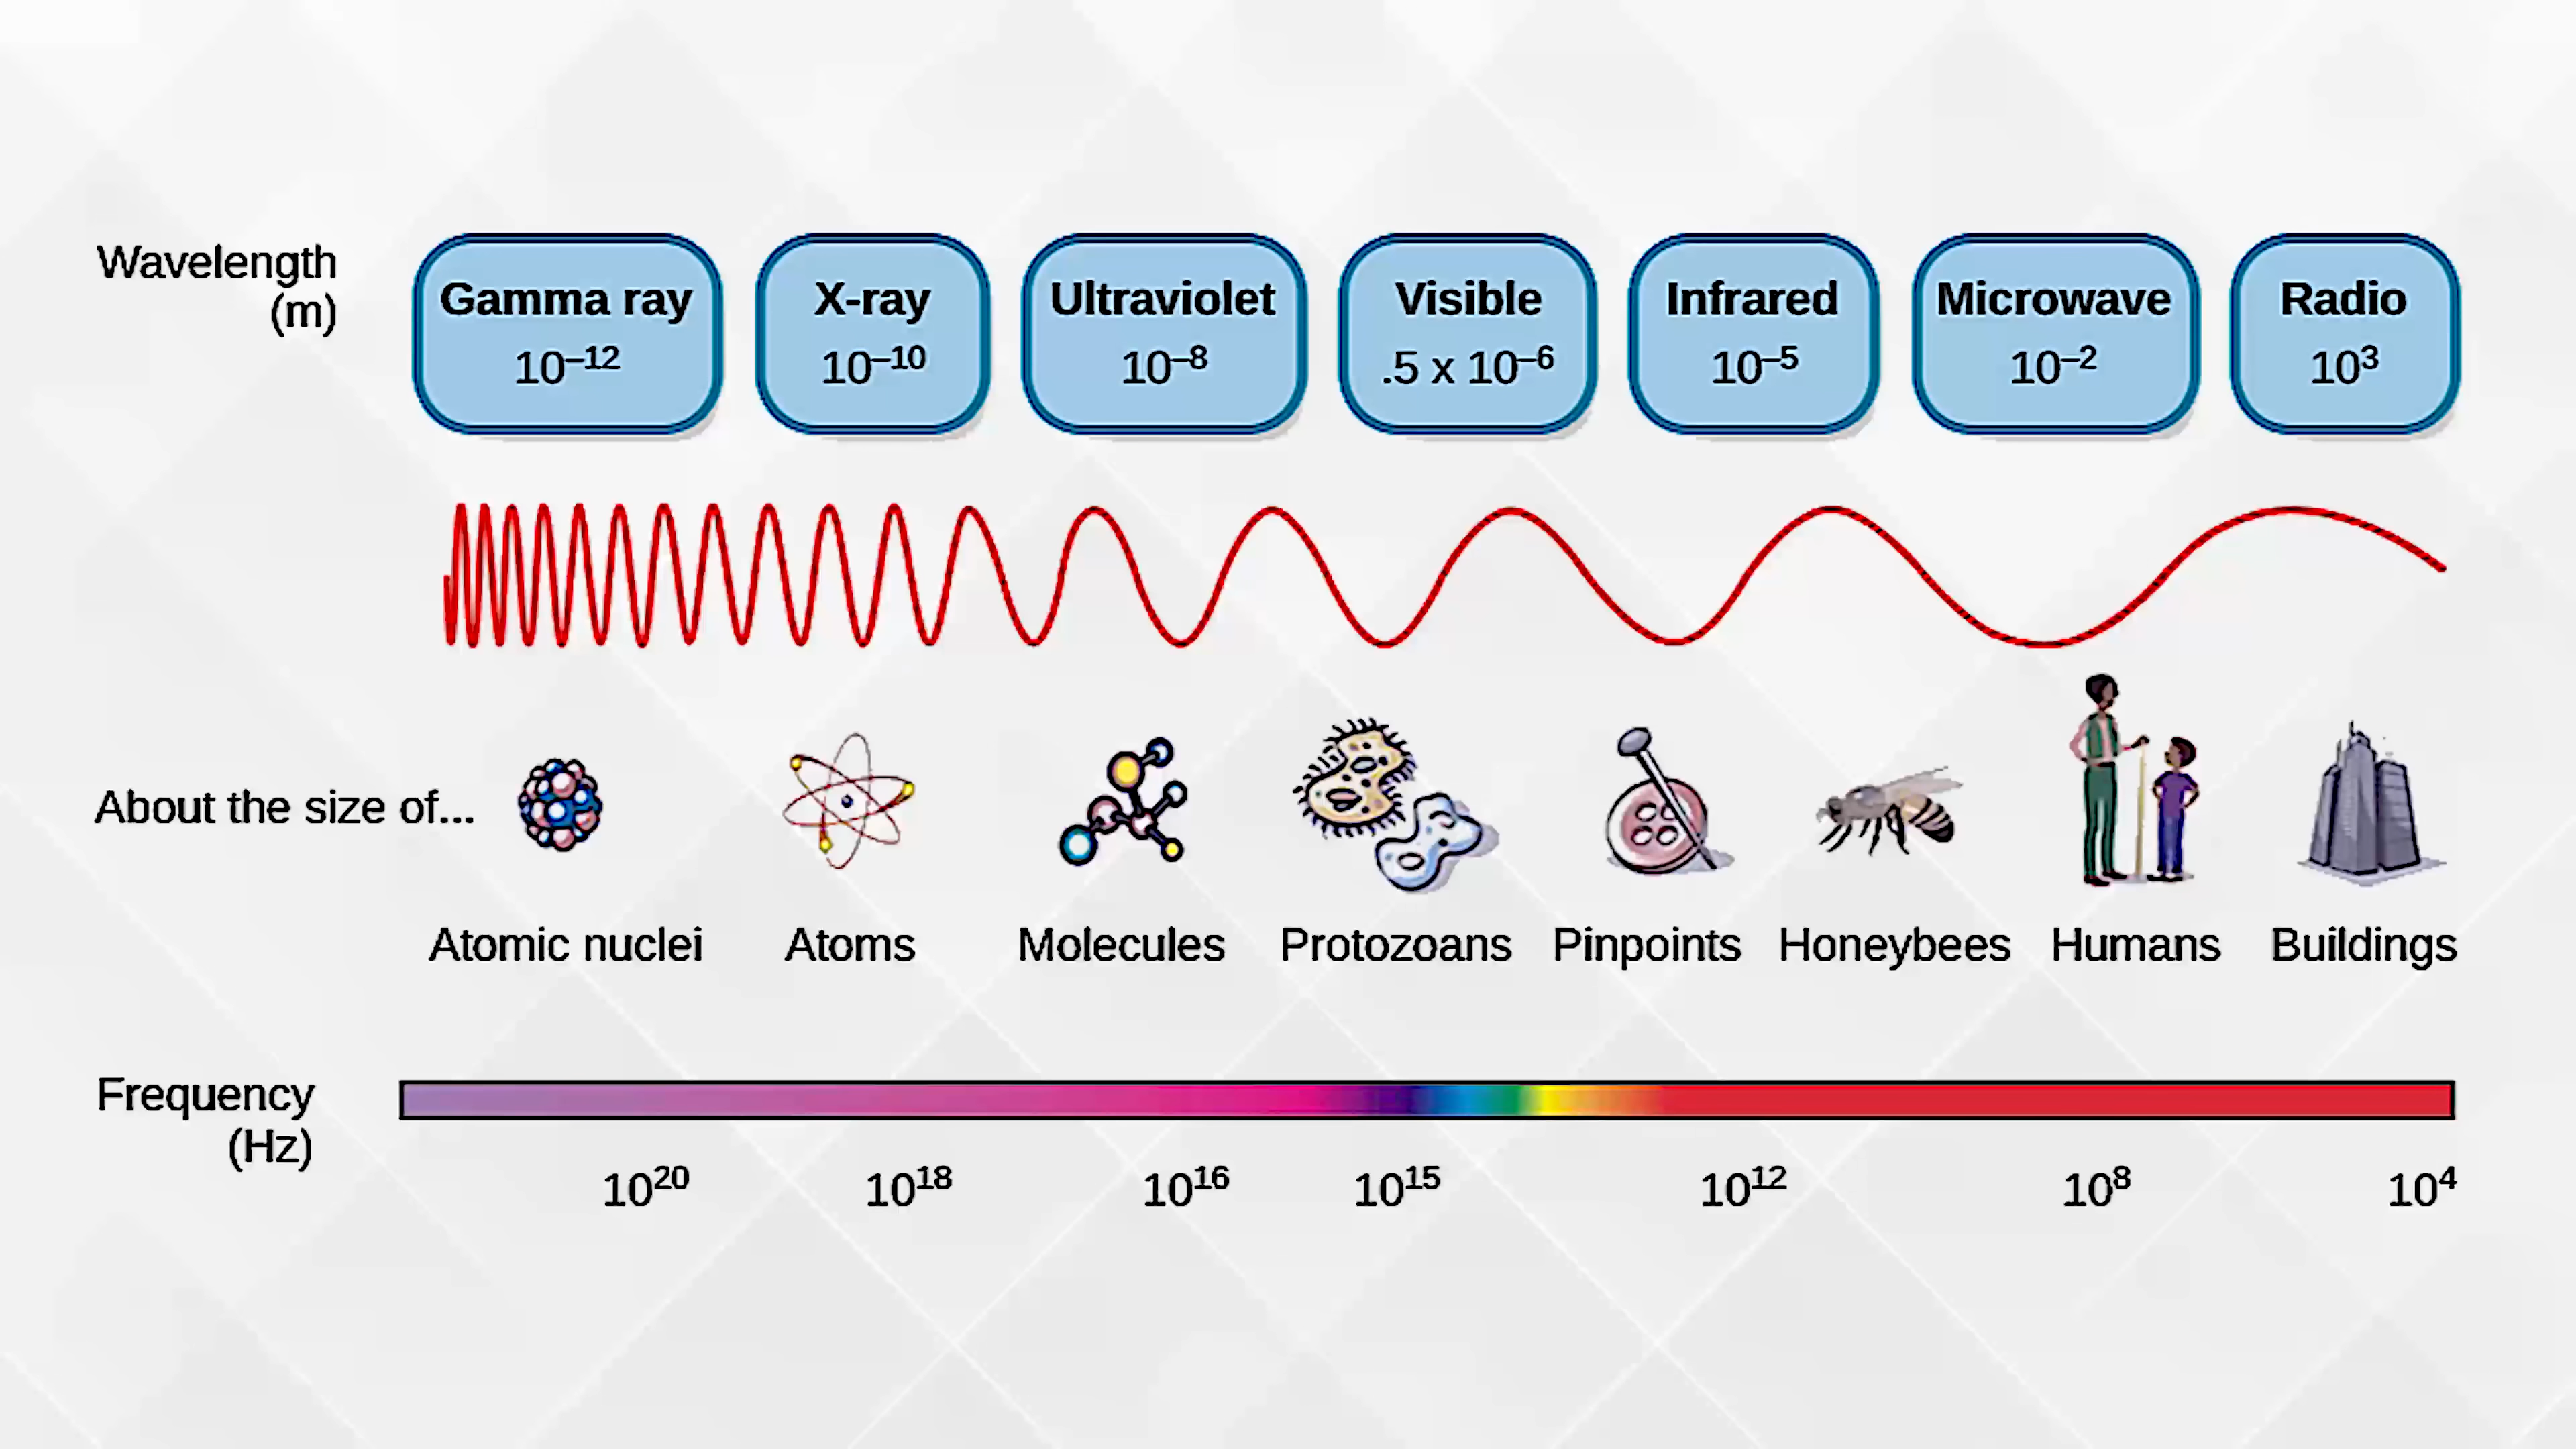 Wavelength
(m)
Gamma ray
10⁻¹²
X-ray
10⁻¹⁰
Ultraviolet
10⁻⁸
Visible
.5 x 10⁻⁶
Infrared
10⁻⁵
Microwave
10⁻²
Radio
10³
About the size of...
Atomic nuclei
Atoms
Molecules
Protozoans
Pinpoints
Honeybees
Humans
Buildings
Frequency
(Hz)
10²⁰
10¹⁸
10¹⁶
10¹⁵
10¹²
10⁸
10⁴